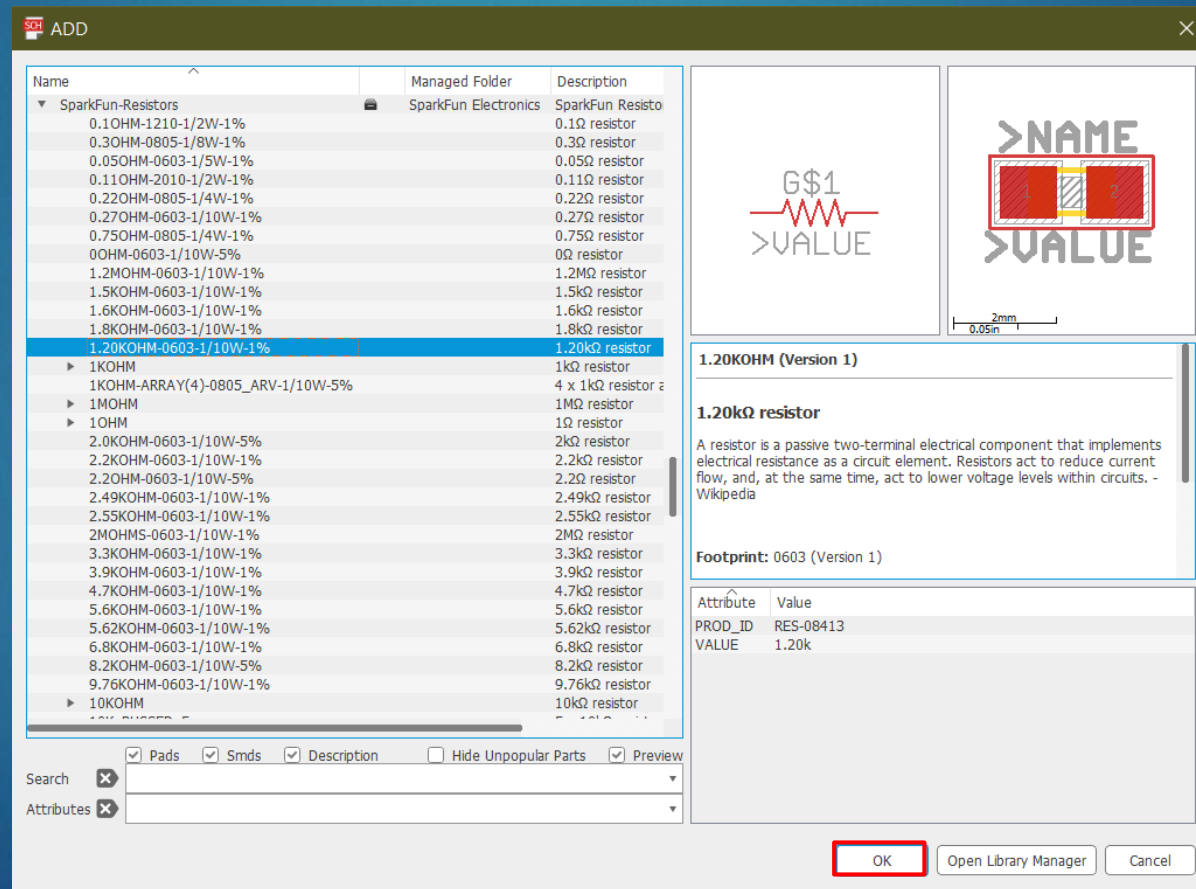 ADD
Name Managed Folder Description
SparkFun-Resistors SparkFun Electronics SparkFun Resisto
0.1OHM-1210-1/2W-1% 0.1Ω resistor
0.3OHM-0805-1/8W-1% 0.3Ω resistor
0.05OHM-0603-1/5W-1% 0.05Ω resistor
0.11OHM-2010-1/2W-1% 0.11Ω resistor
0.22OHM-0805-1/4W-1% 0.22Ω resistor
0.27OHM-0603-1/10W-1% 0.27Ω resistor
0.75OHM-0805-1/4W-1% 0.75Ω resistor
0OHM-0603-1/10W-5% 0Ω resistor
1.2MOHM-0603-1/10W-1% 1.2MΩ resistor
1.5KOHM-0603-1/10W-1% 1.5kΩ resistor
1.6KOHM-0603-1/10W-1% 1.6kΩ resistor
1.8KOHM-0603-1/10W-1% 1.8kΩ resistor
1.20KOHM-0603-1/10W-1% 1.20kΩ resistor
1KOHM 1kΩ resistor
1KOHM-ARRAY(4)-0805_ARV-1/10W-5% 4 x 1kΩ resistor a
1MOHM 1MΩ resistor
1OHM 1Ω resistor
2.0KOHM-0603-1/10W-5% 2kΩ resistor
2.2KOHM-0603-1/10W-1% 2.2kΩ resistor
2.2OHM-0603-1/10W-5% 2.2Ω resistor
2.49KOHM-0603-1/10W-1% 2.49kΩ resistor
2.55KOHM-0603-1/10W-1% 2.55kΩ resistor
2MOHMS-0603-1/10W-1% 2MΩ resistor
3.3KOHM-0603-1/10W-1% 3.3kΩ resistor
3.9KOHM-0603-1/10W-1% 3.9kΩ resistor
4.7KOHM-0603-1/10W-1% 4.7kΩ resistor
5.6KOHM-0603-1/10W-1% 5.6kΩ resistor
5.62KOHM-0603-1/10W-1% 5.62kΩ resistor
6.8KOHM-0603-1/10W-1% 6.8kΩ resistor
8.2KOHM-0603-1/10W-5% 8.2kΩ resistor
9.76KOHM-0603-1/10W-1% 9.76kΩ resistor
10KOHM 10kΩ resistor
Pads Smds Description Hide Unpopular Parts Preview
Search
Attributes
G$1
>VALUE
>NAME
1 2
>VALUE
2mm
0.05in
1.20KOHM (Version 1)
1.20kΩ resistor
A resistor is a passive two-terminal electrical component that implements
electrical resistance as a circuit element. Resistors act to reduce current
flow, and, at the same time, act to lower voltage levels within circuits. -
Wikipedia
Footprint: 0603 (Version 1)
Attribute Value
PROD_ID RES-08413
VALUE 1.20k
OK Open Library Manager Cancel